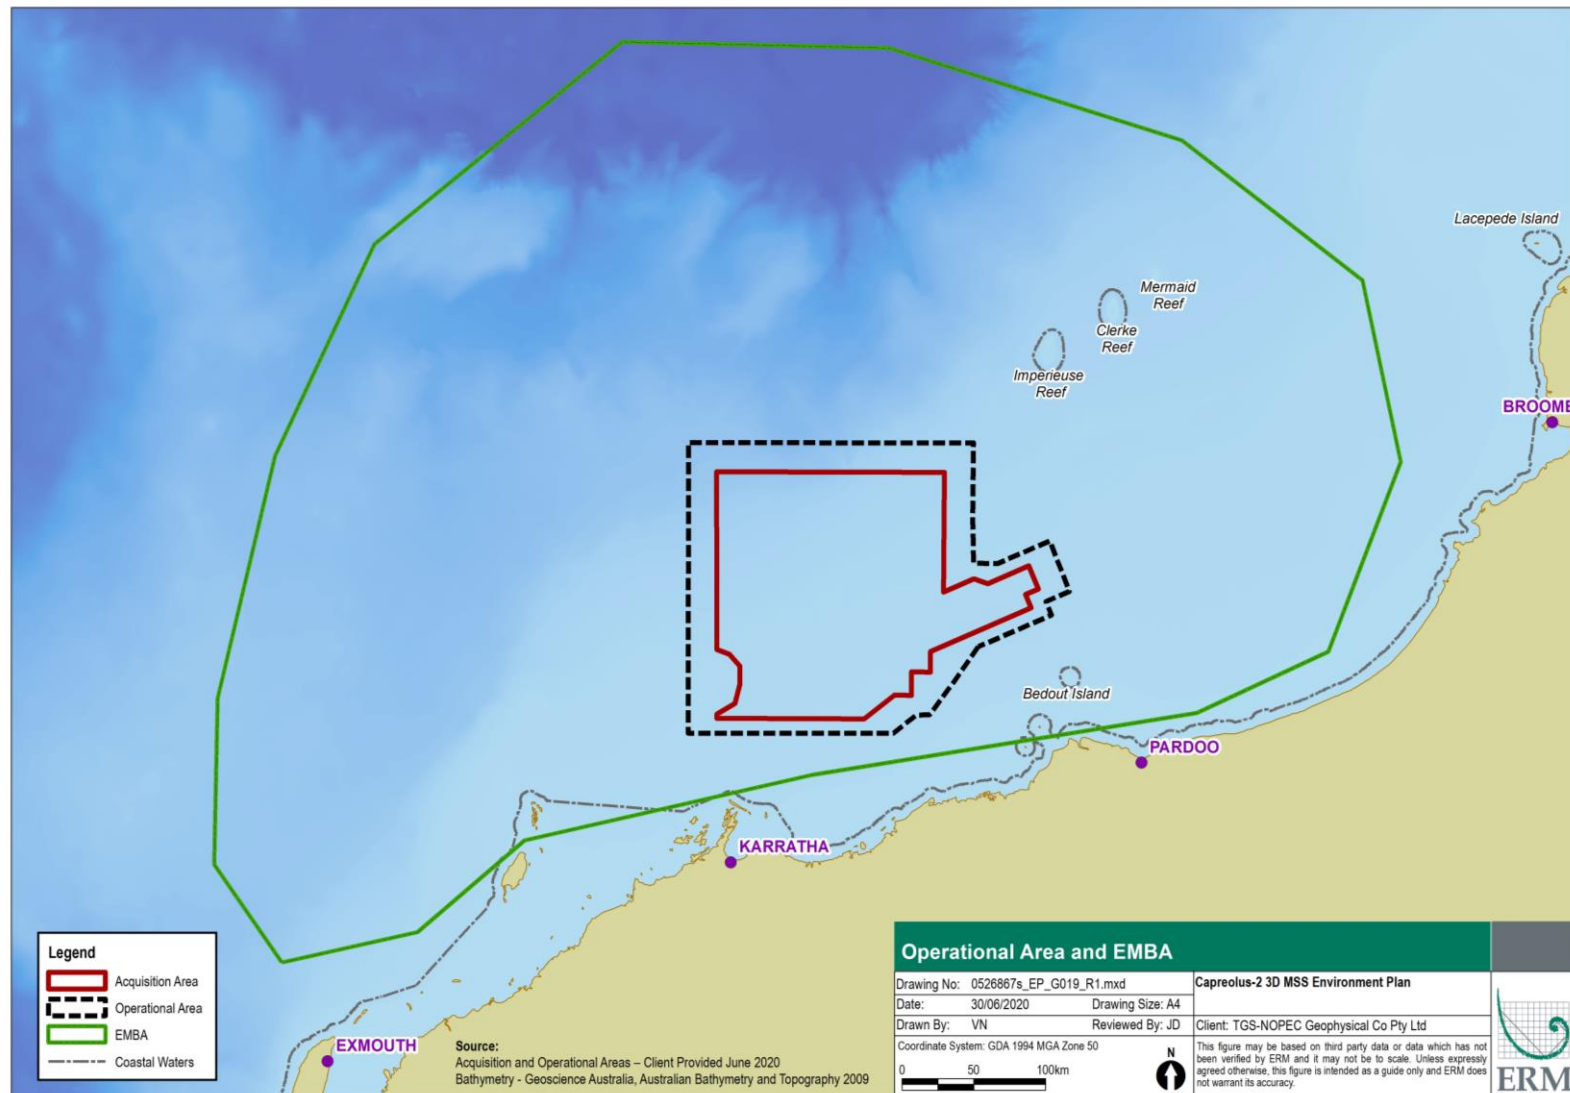 Lacepede Island
Mermaid
Reef
Clerke
Reef
Imperieuse
Reef
BROOME
Bedout Island
PARDOO
KARRATHA
EXMOUTH
Legend
Acquisition Area
Operational Area
EMBA
Coastal Waters
Source:
Acquisition and Operational Areas – Client Provided June 2020
Bathymetry - Geoscience Australia, Australian Bathymetry and Topography 2009
Operational Area and EMBA
Drawing No: 0526867s_EP_G019_R1.mxd
Date: 30/06/2020 Drawing Size: A4
Drawn By: VN Reviewed By: JD
Coordinate System: GDA 1994 MGA Zone 50
0 50 100km
N
Capreolus-2 3D MSS Environment Plan
Client: TGS-NOPEC Geophysical Co Pty Ltd
This figure may be based on third party data or data which has not
been verified by ERM and it may not be to scale. Unless expressly
agreed otherwise, this figure is intended as a guide only and ERM does
not warrant its accuracy.
ERM